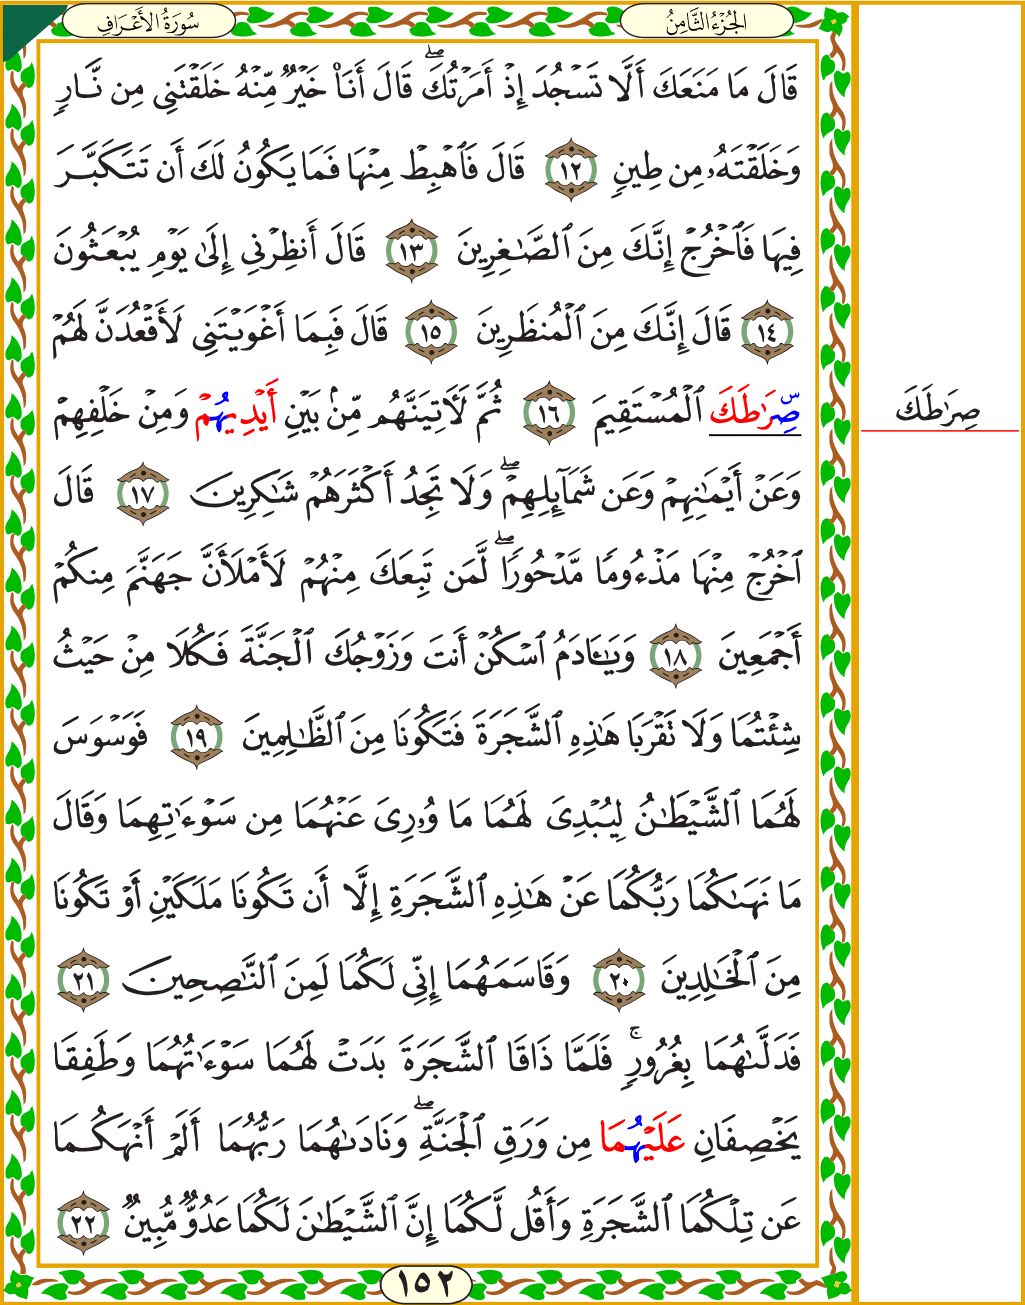 سُورَةُ الأَعْرَافِ
الجُزْءُ الثَّامِنُ
قَالَ مَا مَنَعَكَ أَلَّا تَسْجُدَ إِذْ أَمَرْتُكَۖ قَالَ أَنَا۠ خَيْرٌ مِّنْهُ خَلَقْتَنِى مِن نَّارٍ
وَخَلَقْتَهُۥ مِن طِينٍ ١٢ قَالَ فَٱهْبِطْ مِنْهَا فَمَا يَكُونُ لَكَ أَن تَتَكَبَّرَ
فِيهَا فَٱخْرُجْ إِنَّكَ مِنَ ٱلصَّٰغِرِينَ ١٣ قَالَ أَنظِرْنِى إِلَىٰ يَوْمِ يُبْعَثُونَ
١٤ قَالَ إِنَّكَ مِنَ ٱلْمُنظَرِينَ ١٥ قَالَ فَبِمَا أَغْوَيْتَنِى لَأَقْعُدَنَّ لَهُمْ
صِّرَٰطَكَ ٱلْمُسْتَقِيمَ ١٦ ثُمَّ لَأَتِيَنَّهُم مِّنۢ بَيْنِ أَيْدِيهُمْ وَمِنْ خَلْفِهِمْ
صِرَٰطَكَ
وَعَنْ أَيْمَٰنِهِمْ وَعَن شَمَآئِلِهِمْۖ وَلَا تَجِدُ أَكْثَرَهُمْ شَٰكِرِينَ ١٧ قَالَ
ٱخْرُجْ مِنْهَا مَذْءُومًا مَّدْحُورًاۖ لَّمَن تَبِعَكَ مِنْهُمْ لَأَمْلَأَنَّ جَهَنَّمَ مِنكُمْ
أَجْمَعِينَ ١٨ وَيَٰٓـَٔادَمُ ٱسْكُنْ أَنتَ وَزَوْجُكَ ٱلْجَنَّةَ فَكُلَا مِنْ حَيْثُ
شِئْتُمَا وَلَا تَقْرَبَا هَٰذِهِ ٱلشَّجَرَةَ فَتَكُونَا مِنَ ٱلظَّٰلِمِينَ ١٩ فَوَسْوَسَ
لَهُمَا ٱلشَّيْطَٰنُ لِيُبْدِىَ لَهُمَا مَا وُۥرِىَ عَنْهُمَا مِن سَوْءَٰتِهِمَا وَقَالَ
مَا نَهَىٰكُمَا رَبُّكُمَا عَنْ هَٰذِهِ ٱلشَّجَرَةِ إِلَّا أَن تَكُونَا مَلَكَيْنِ أَوْ تَكُونَا
مِنَ ٱلْخَٰلِدِينَ ٢٠ وَقَاسَمَهُمَا إِنِّى لَكُمَا لَمِنَ ٱلنَّٰصِحِينَ ٢١
فَدَلَّىٰهُمَا بِغُرُورٍۚ فَلَمَّا ذَاقَا ٱلشَّجَرَةَ بَدَتْ لَهُمَا سَوْءَٰتُهُمَا وَطَفِقَا
يَخْصِفَانِ عَلَيْهُمَا مِن وَرَقِ ٱلْجَنَّةِۖ وَنَادَىٰهُمَا رَبُّهُمَا أَلَمْ أَنْهَكُمَا
عَن تِلْكُمَا ٱلشَّجَرَةِ وَأَقُل لَّكُمَا إِنَّ ٱلشَّيْطَٰنَ لَكُمَا عَدُوٌّ مُّبِينٌ ٢٢
١٥٢